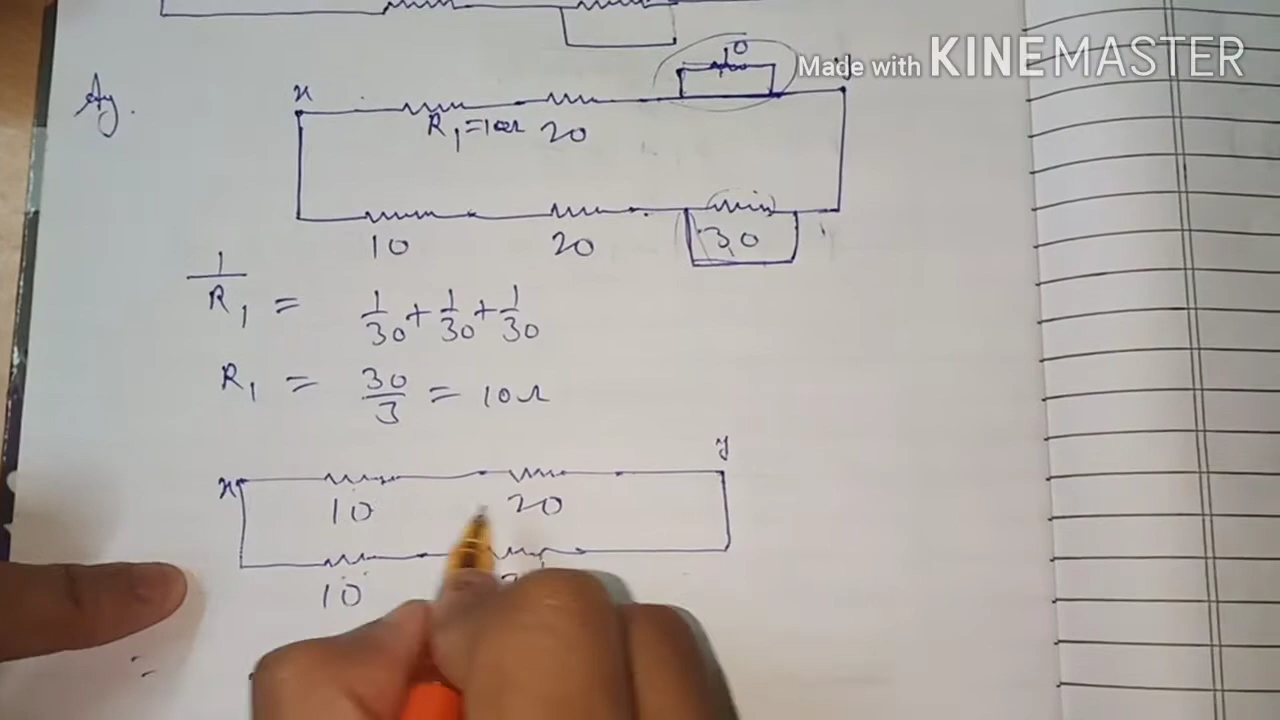 Made with KINEMASTER
10
x
R₁=10Ω 20
10 20 30
1/R₁ = 1/30 + 1/30 + 1/30
R₁ = 30/3 = 10Ω
y
x
10 20
10
=